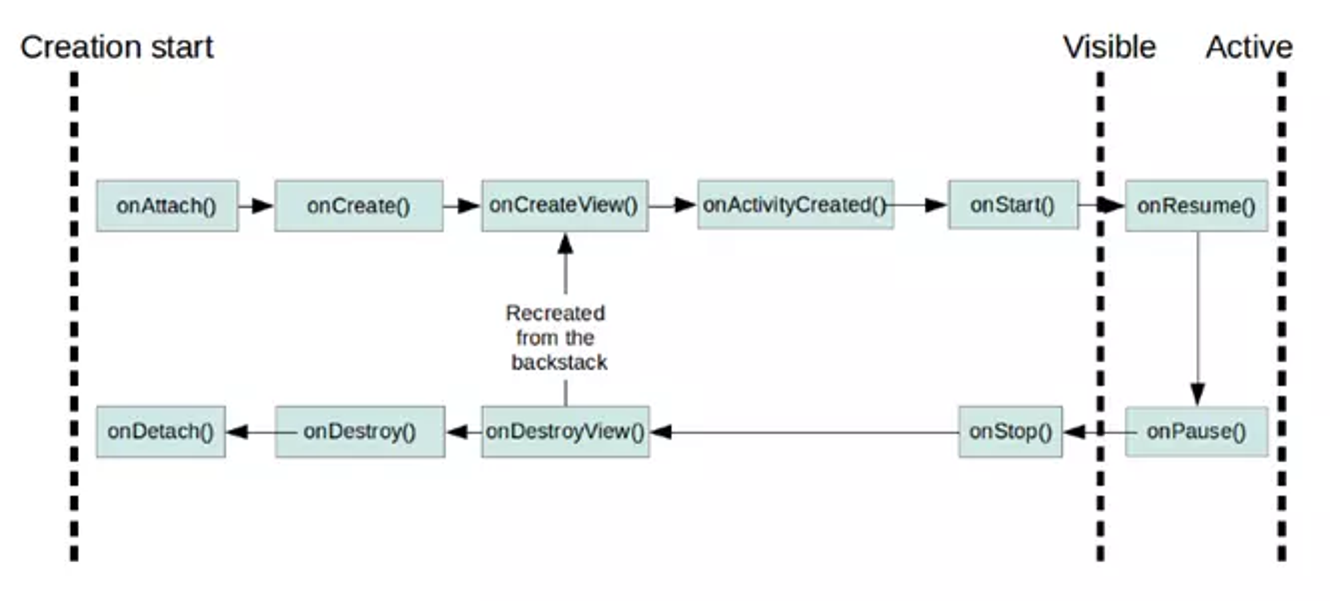 Creation start
Visible
Active
onAttach()
onCreate()
onCreateView()
onActivityCreated()
onStart()
onResume()
Recreated
from the
backstack
onDetach()
onDestroy()
onDestroyView()
onStop()
onPause()